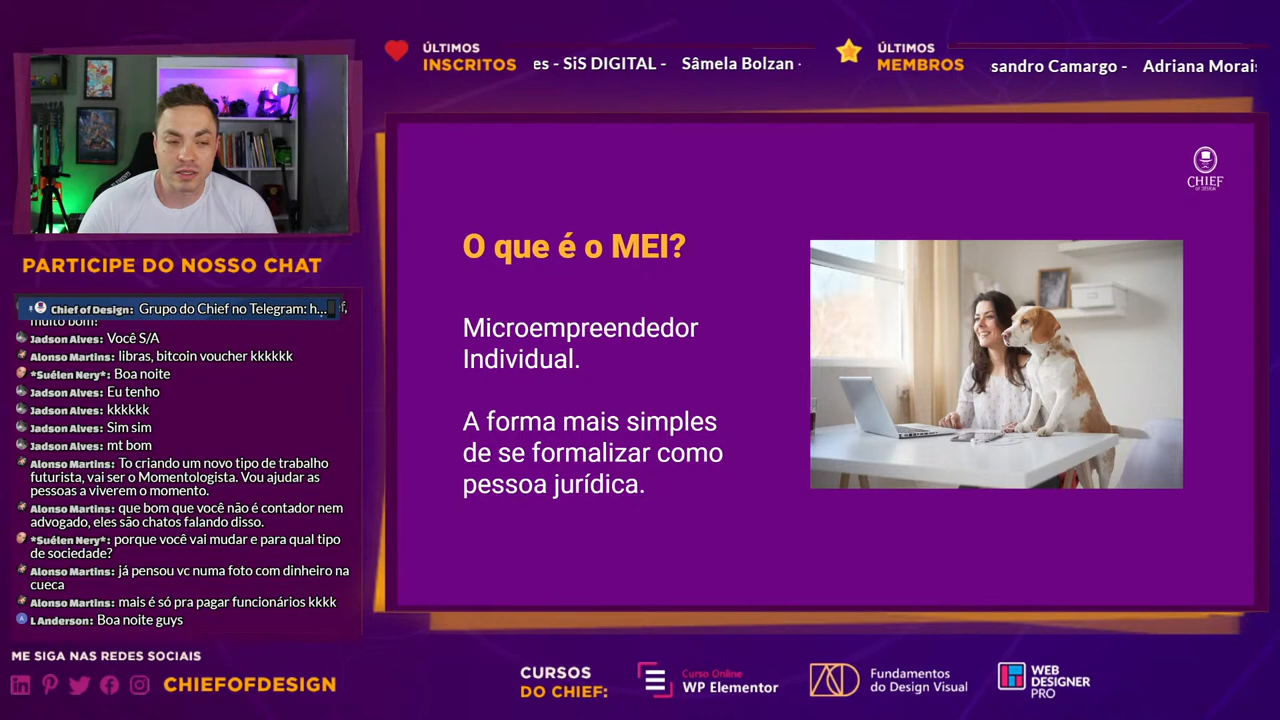 ÚLTIMOS
INSCRITOS
es - SiS DIGITAL - Sâmela Bolzan -
ÚLTIMOS
MEMBROS
sandro Camargo - Adriana Morais
CHIEF
OF DESIGN
O que é o MEI?
Microempreendedor
Individual.
A forma mais simples
de se formalizar como
pessoa jurídica.
PARTICIPE DO NOSSO CHAT
Chief of Design: Grupo do Chief no Telegram: h...
muito bom!
Jadson Alves: Você S/A
Alonso Martins: libras, bitcoin voucher kkkkkk
*Suélen Nery*: Boa noite
Jadson Alves: Eu tenho
Jadson Alves: kkkkkk
Jadson Alves: Sim sim
Jadson Alves: mt bom
Alonso Martins: To criando um novo tipo de trabalho
futurista, vai ser o Momentologista. Vou ajudar as
pessoas a viverem o momento.
Alonso Martins: que bom que você não é contador nem
advogado, eles são chatos falando disso.
*Suélen Nery*: porque você vai mudar e para qual tipo
de sociedade?
Alonso Martins: já pensou vc numa foto com dinheiro na
cueca
Alonso Martins: mais é só pra pagar funcionários kkkk
L Anderson: Boa noite guys
ME SIGA NAS REDES SOCIAIS
CHIEFOFDESIGN
CURSOS
DO CHIEF:
Curso Online
WP Elementor
Fundamentos
do Design Visual
WEB
DESIGNER
PRO